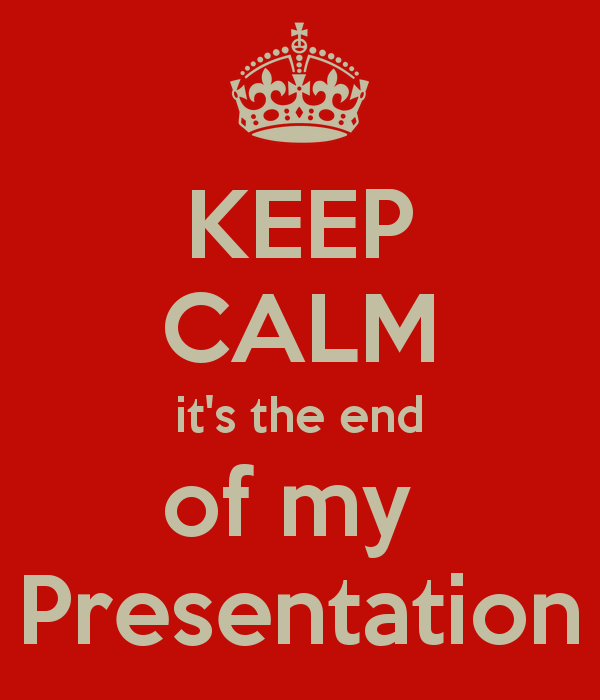 KEEP
CALM
it's the end
of my
Presentation